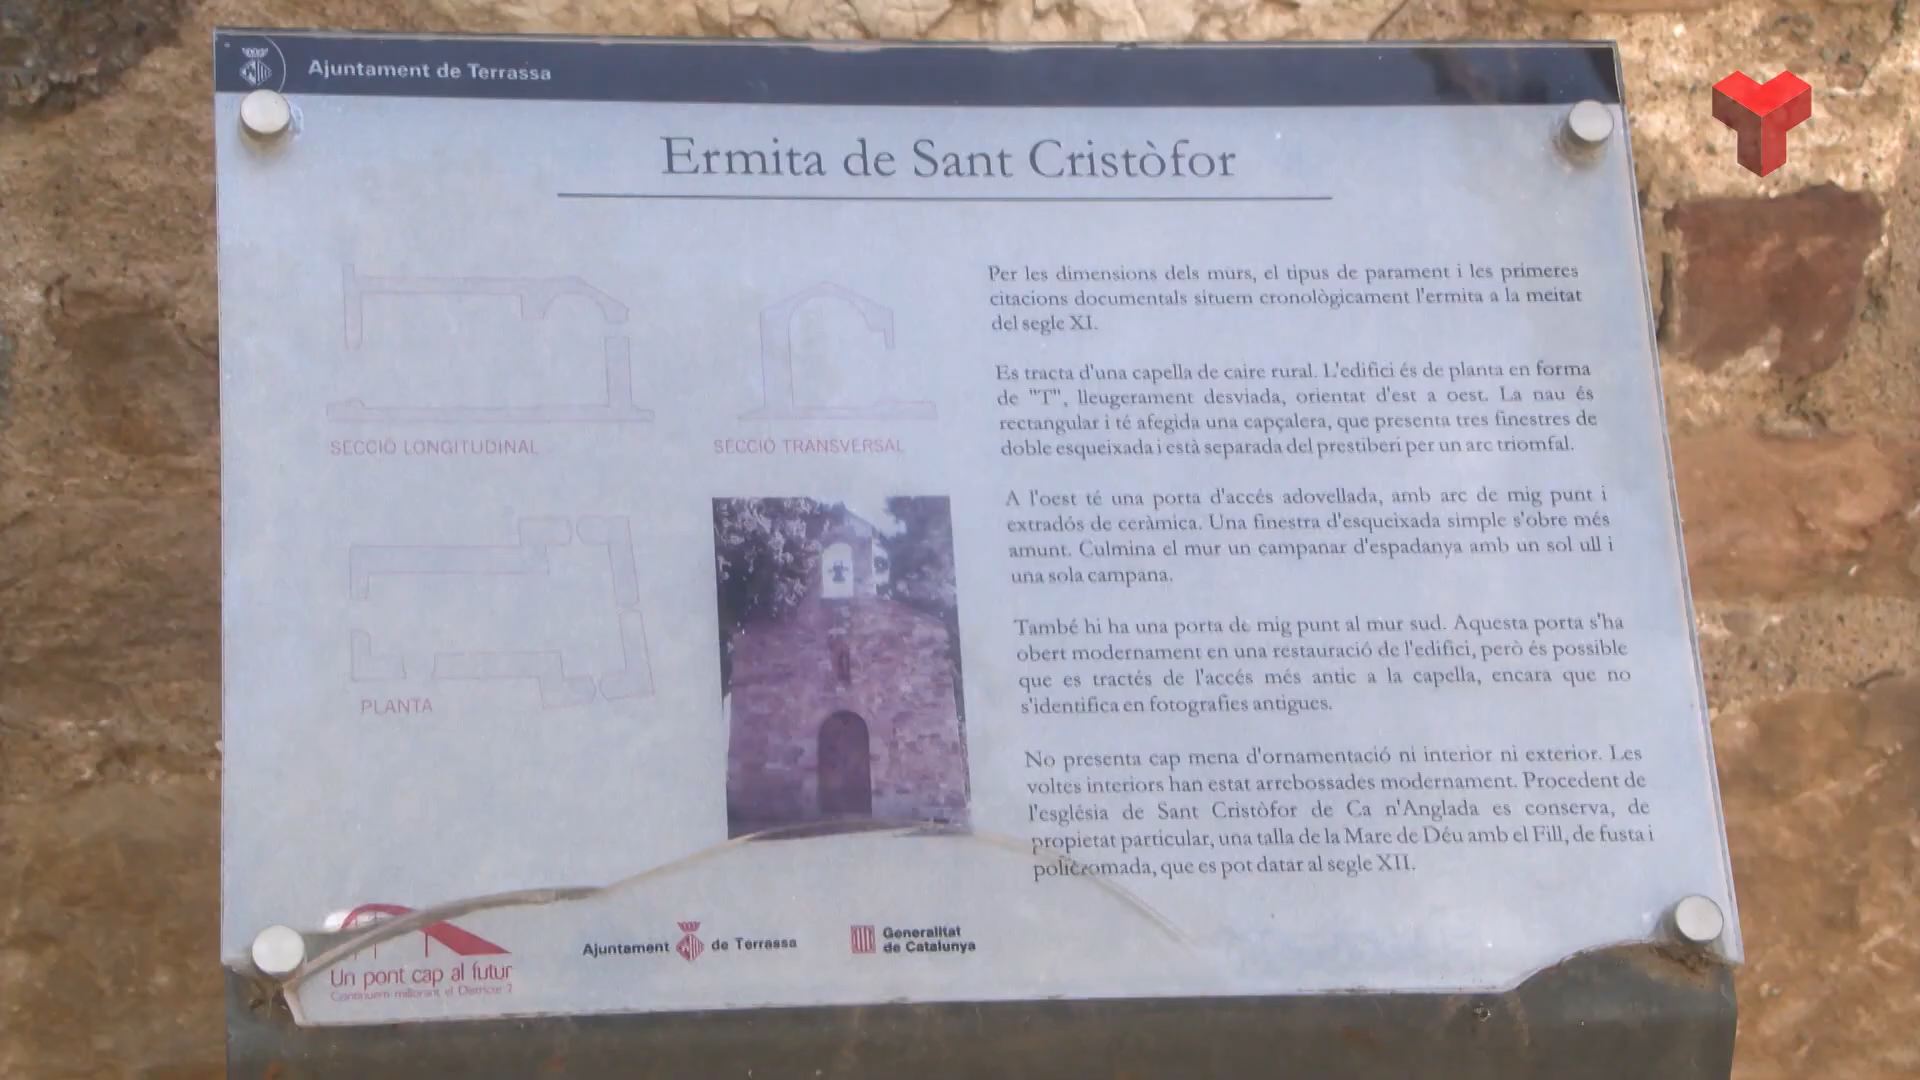 Ajuntament de Terrassa
Ermita de Sant Cristòfor
Per les dimensions dels murs, el tipus de parament i les primeres
citacions documentals situem cronològicament l'ermita a la meitat
del segle XI.
Es tracta d'una capella de caire rural. L'edifici és de planta en forma
de "T", lleugerament desviada, orientat d'est a oest. La nau és
rectangular i té afegida una capçalera, que presenta tres finestres de
doble esqueixada i està separada del prestiberi per un arc triomfal.
A l'oest té una porta d'accés adovellada, amb arc de mig punt i
extradós de ceràmica. Una finestra d'esqueixada simple s'obre més
amunt. Culmina el mur un campanar d'espadanya amb un sol ull i
una sola campana.
També hi ha una porta de mig punt al mur sud. Aquesta porta s'ha
obert modernament en una restauració de l'edifici, però és possible
que es tractés de l'accés més antic a la capella, encara que no
s'identifica en fotografies antigues.
No presenta cap mena d'ornamentació ni interior ni exterior. Les
voltes interiors han estat arrebossades modernament. Procedent de
l'església de Sant Cristòfor de Ca n'Anglada es conserva, de
propietat particular, una talla de la Mare de Déu amb el Fill, de fusta i
policromada, que es pot datar al segle XII.
SECCIÓ LONGITUDINAL
SECCIÓ TRANSVERSAL
PLANTA
Un pont cap al futur
Continuem millorant el Districte 2
Ajuntament de Terrassa
Generalitat
de Catalunya